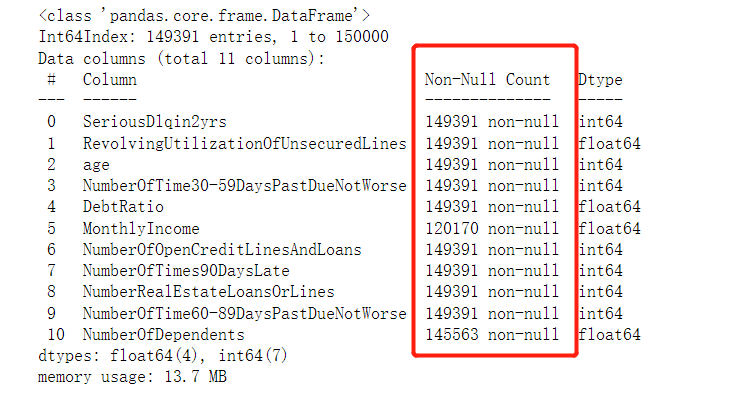 <class 'pandas.core.frame.DataFrame'>
Int64Index: 149391 entries, 1 to 150000
Data columns (total 11 columns):
 #   Column                                Non-Null Count   Dtype
---  ------                                --------------   -----
 0   SeriousDlqin2yrs                      149391 non-null  int64
 1   RevolvingUtilizationOfUnsecuredLines  149391 non-null  float64
 2   age                                   149391 non-null  int64
 3   NumberOfTime30-59DaysPastDueNotWorse  149391 non-null  int64
 4   DebtRatio                             149391 non-null  float64
 5   MonthlyIncome                         120170 non-null  float64
 6   NumberOfOpenCreditLinesAndLoans       149391 non-null  int64
 7   NumberOfTimes90DaysLate               149391 non-null  int64
 8   NumberRealEstateLoansOrLines          149391 non-null  int64
 9   NumberOfTime60-89DaysPastDueNotWorse  149391 non-null  int64
 10  NumberOfDependents                    145563 non-null  float64
dtypes: float64(4), int64(7)
memory usage: 13.7 MB